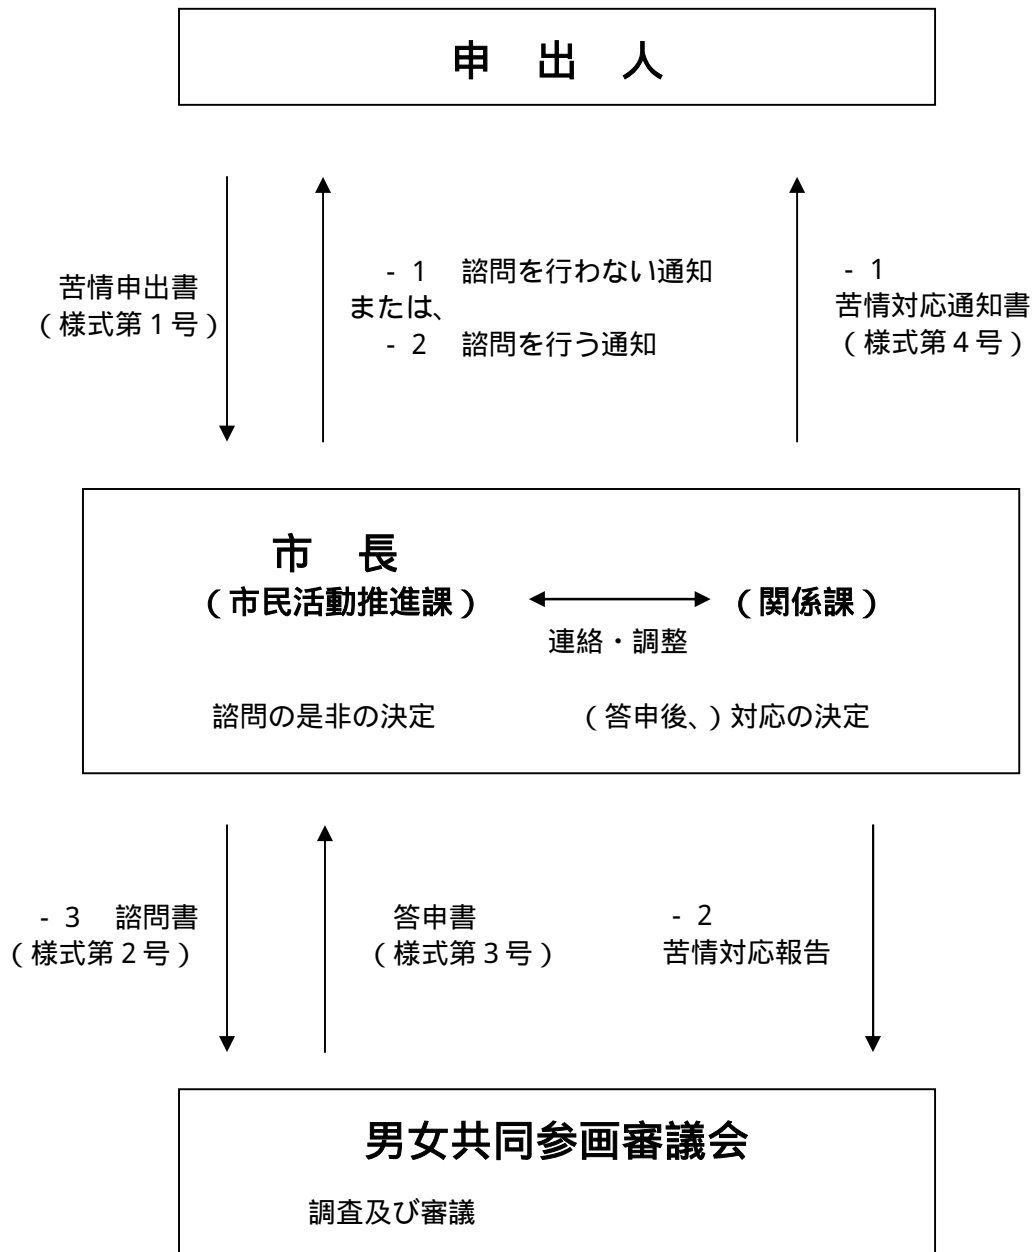 申　出　人
苦情申出書
（様式第１号）
- 1　諮問を行わない通知
または、
- 2　諮問を行う通知
- 1
苦情対応通知書
（様式第４号）
市　長
（市民活動推進課）
（関係課）
連絡・調整
諮問の是非の決定
（答申後、）対応の決定
- 3　諮問書
（様式第２号）
答申書
（様式第３号）
- 2
苦情対応報告
男女共同参画審議会
調査及び審議